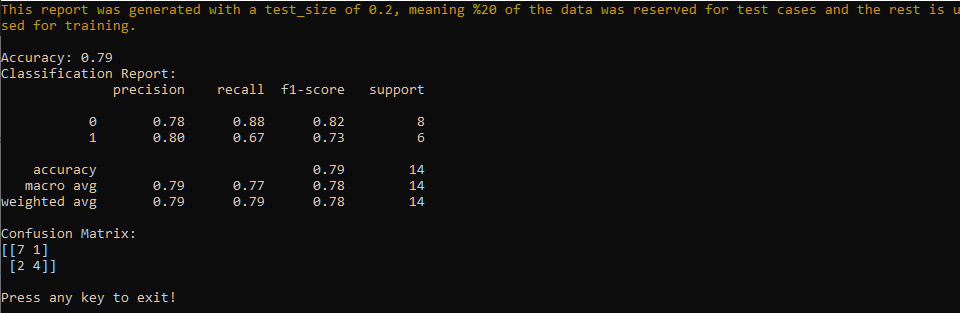 This report was generated with a test_size of 0.2, meaning %20 of the data was reserved for test cases and the rest is u
sed for training.
Accuracy: 0.79
Classification Report:
precision recall f1-score support
0 0.78 0.88 0.82 8
1 0.80 0.67 0.73 6
accuracy 0.79 14
macro avg 0.79 0.77 0.78 14
weighted avg 0.79 0.79 0.78 14
Confusion Matrix:
[[7 1]
[2 4]]
Press any key to exit!